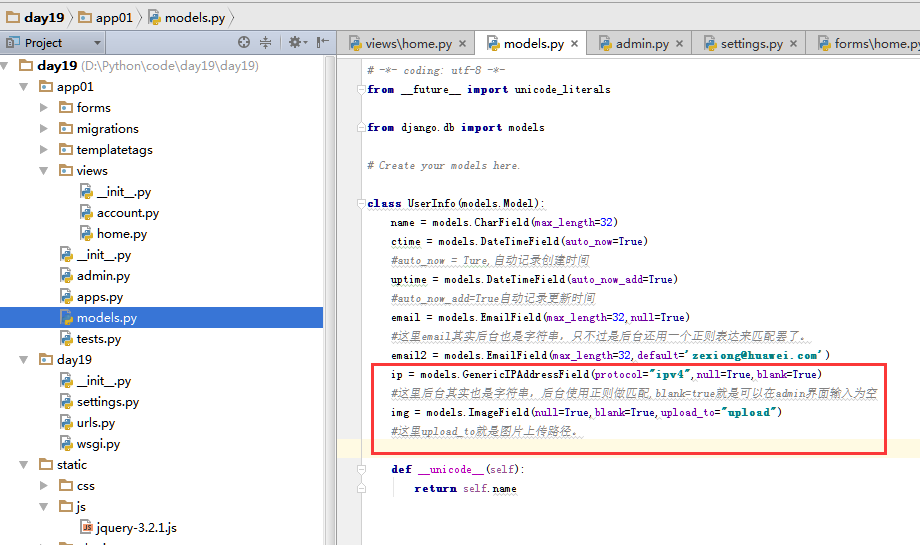 day19 app01 models.py
Project
views\home.py models.py admin.py settings.py forms\home.py
day19 (D:\Python\code\day19\day19)
app01
forms
migrations
templatetags
views
__init__.py
account.py
home.py
__init__.py
admin.py
apps.py
models.py
tests.py
day19
__init__.py
settings.py
urls.py
wsgi.py
static
css
js
jquery-3.2.1.js
# -*- coding: utf-8 -*-
from __future__ import unicode_literals
from django.db import models
# Create your models here.
class UserInfo(models.Model):
name = models.CharField(max_length=32)
ctime = models.DateTimeField(auto_now=True)
#auto_now = Ture,自动记录创建时间
uptime = models.DateTimeField(auto_now_add=True)
#auto_now_add=True自动记录更新时间
email = models.EmailField(max_length=32,null=True)
#这里email其实后台也是字符串，只不过是后台还用一个正则表达来匹配罢了。
email2 = models.EmailField(max_length=32,default='zexiong@huawei.com')
ip = models.GenericIPAddressField(protocol="ipv4",null=True,blank=True)
#这里后台其实也是字符串，后台使用正则做匹配,blank=true就是可以在admin界面输入为空
img = models.ImageField(null=True,blank=True,upload_to="upload")
#这里upload_to就是图片上传路径。
def __unicode__(self):
return self.name